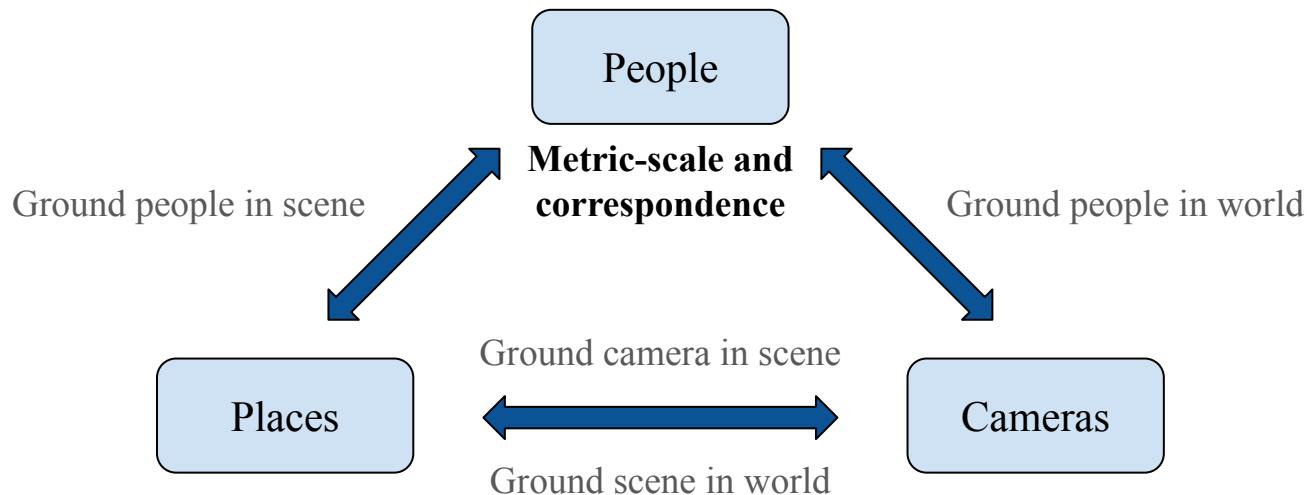 People
Metric-scale and
correspondence
Ground people in scene
Ground people in world
Ground camera in scene
Places
Cameras
Ground scene in world